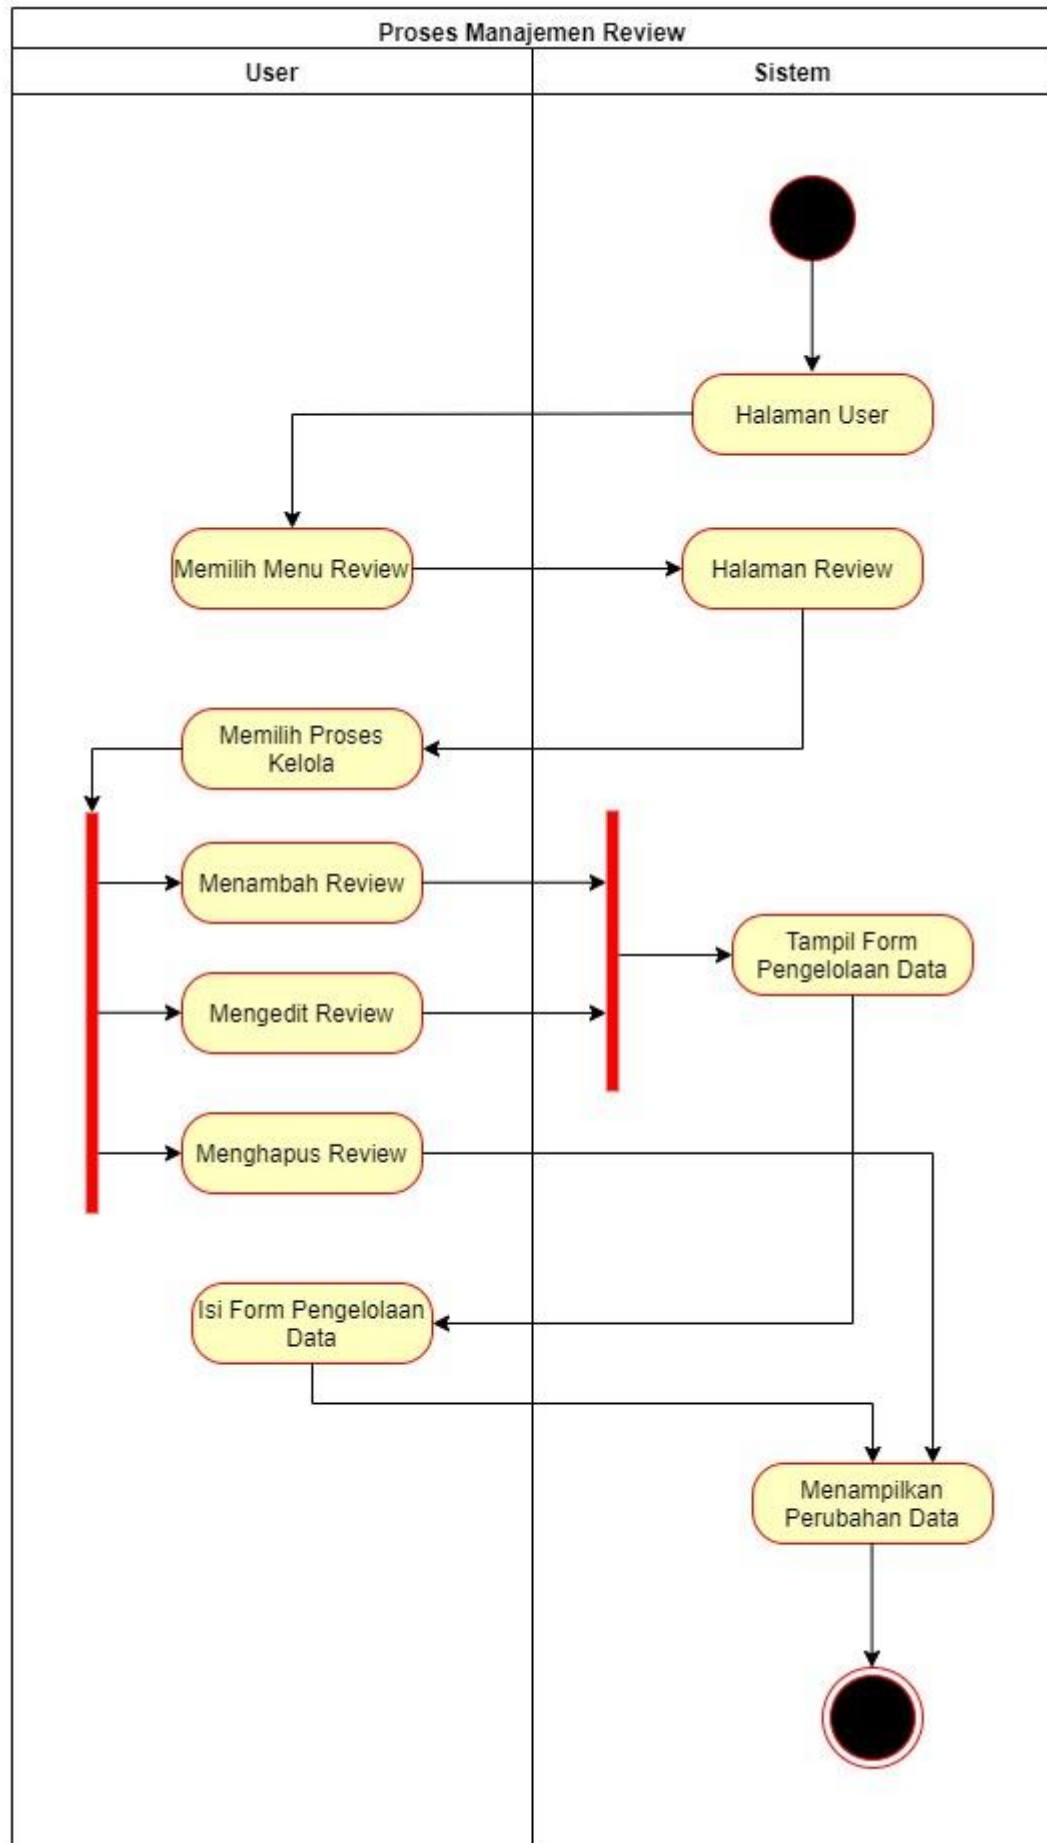 Proses Manajemen Review
User
Sistem
Halaman User
Memilih Menu Review
Halaman Review
Memilih Proses
Kelola
Menambah Review
Tampil Form
Pengelolaan Data
Mengedit Review
Menghapus Review
Isi Form Pengelolaan
Data
Menampilkan
Perubahan Data